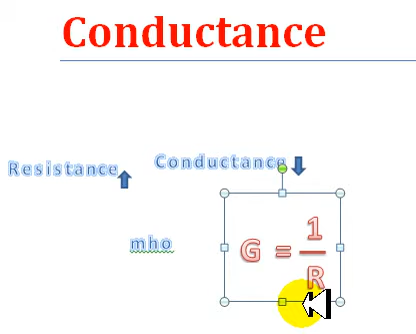 Conductance
Resistance Conductance
mho
G = 1/R